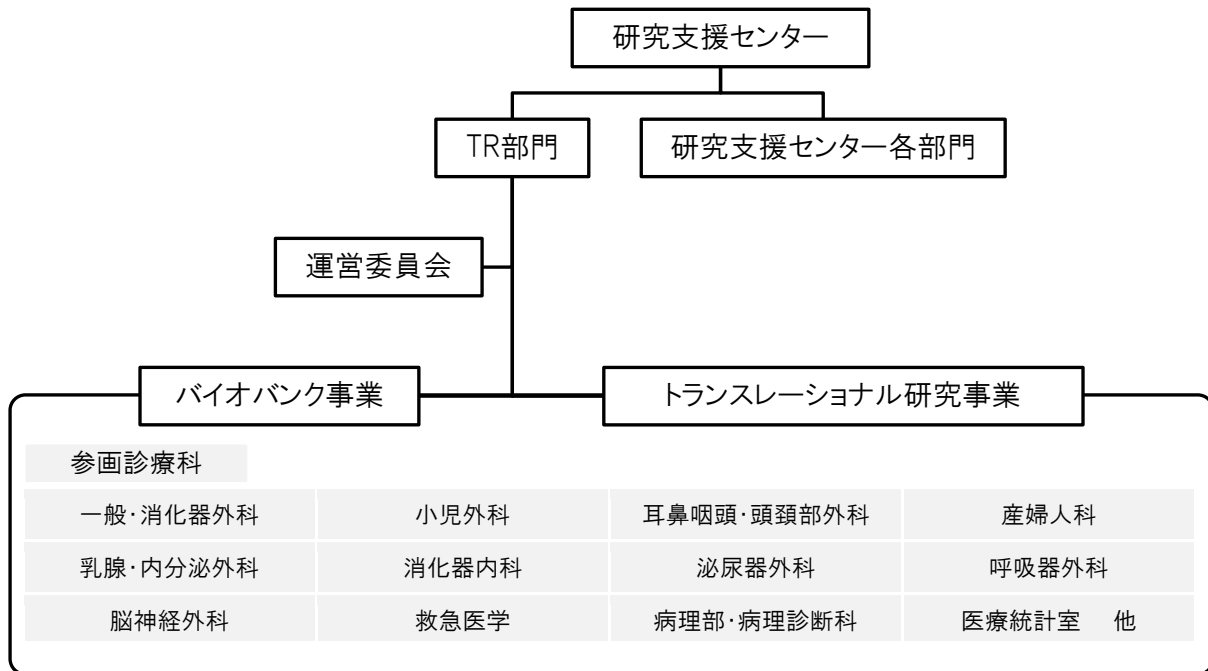 研究支援センター
TR部門
研究支援センター各部門
運営委員会
バイオバンク事業
トランスレーショナル研究事業
参画診療科
一般・消化器外科
小児外科
耳鼻咽頭・頭頚部外科
産婦人科
乳腺・内分泌外科
消化器内科
泌尿器外科
呼吸器外科
脳神経外科
救急医学
病理部・病理診断科
医療統計室 他